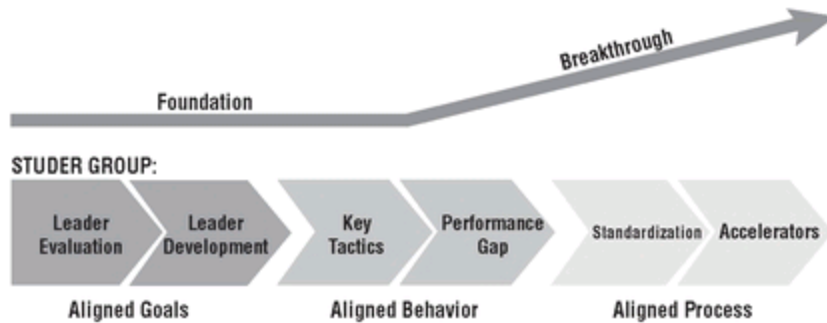 Breakthrough
Foundation
STUDER GROUP:
Leader
Evaluation
Leader
Development
Key
Tactics
Performance
Gap
Standardization
Accelerators
Aligned Goals
Aligned Behavior
Aligned Process